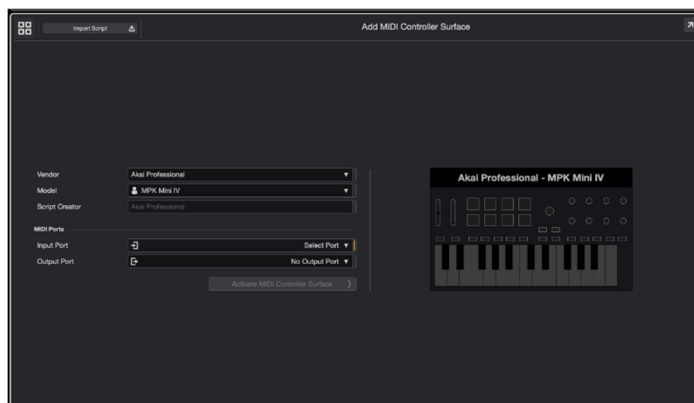 Import Script
Add MIDI Controller Surface
Vendor
Akai Professional
Model
MPK Mini IV
Script Creator
Akai Professional
MIDI Ports
Input Port
Select Port
Output Port
No Output Port
Activate MIDI Controller Surface
Akai Professional - MPK Mini IV